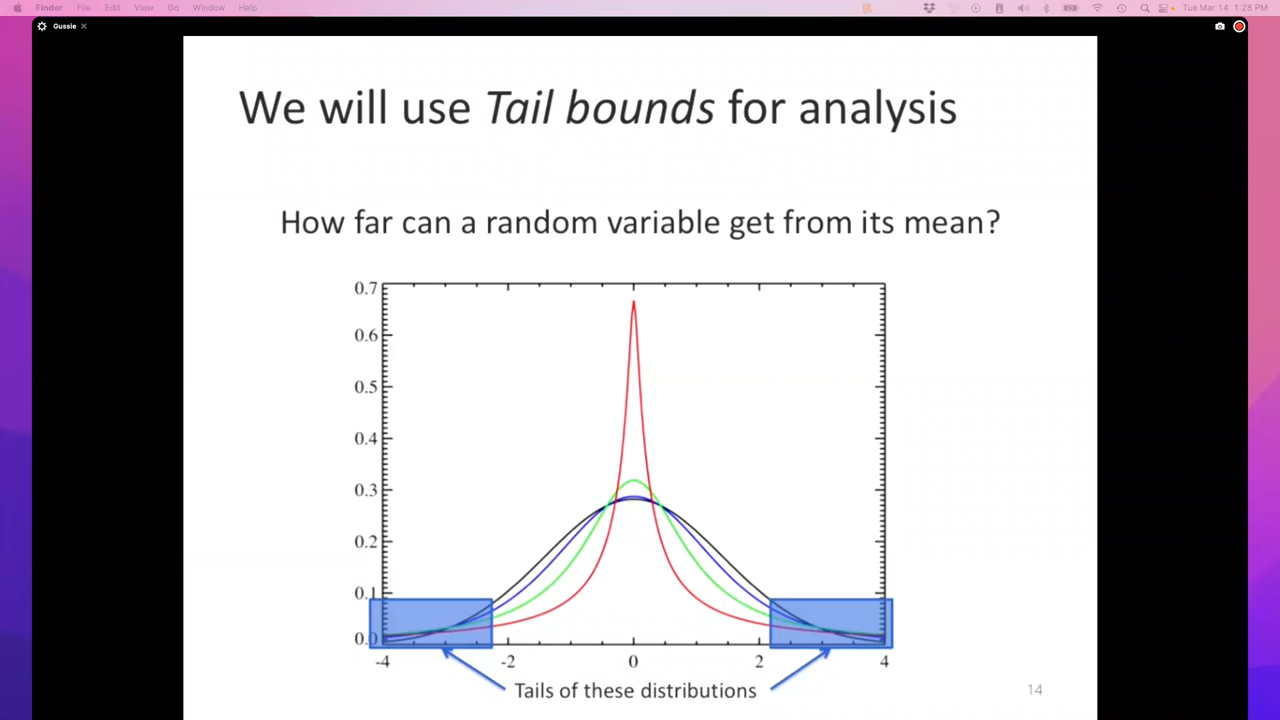 Finder File Edit View Go Window Help Tue Mar 14 1:28 PM
Gussie
We will use Tail bounds for analysis
How far can a random variable get from its mean?
0.7
0.6
0.5
0.4
0.3
0.2
0.1
0.0
-4 -2 0 2 4
Tails of these distributions
14